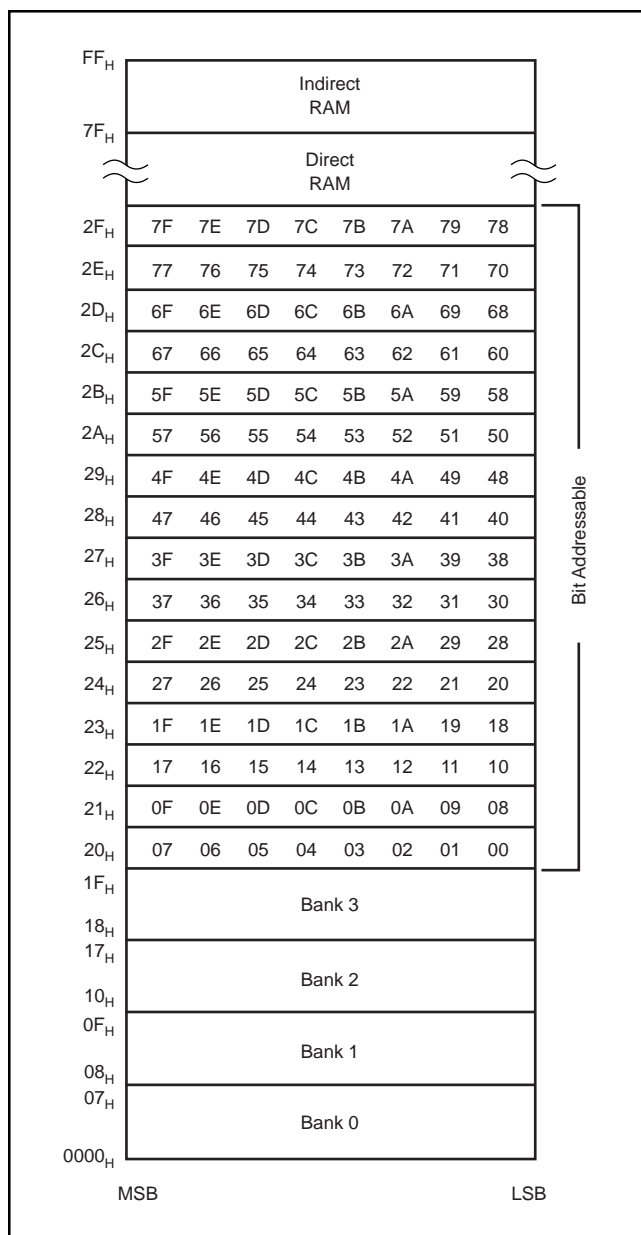 FFH
Indirect
RAM
7FH
Direct
RAM
2FH 7F 7E 7D 7C 7B 7A 79 78
2EH 77 76 75 74 73 72 71 70
2DH 6F 6E 6D 6C 6B 6A 69 68
2CH 67 66 65 64 63 62 61 60
2BH 5F 5E 5D 5C 5B 5A 59 58
2AH 57 56 55 54 53 52 51 50
29H 4F 4E 4D 4C 4B 4A 49 48
28H 47 46 45 44 43 42 41 40
27H 3F 3E 3D 3C 3B 3A 39 38
26H 37 36 35 34 33 32 31 30
25H 2F 2E 2D 2C 2B 2A 29 28
24H 27 26 25 24 23 22 21 20
23H 1F 1E 1D 1C 1B 1A 19 18
22H 17 16 15 14 13 12 11 10
21H 0F 0E 0D 0C 0B 0A 09 08
20H 07 06 05 04 03 02 01 00
Bit Addressable
1FH
Bank 3
18H
17H
Bank 2
10H
0FH
Bank 1
08H
07H
Bank 0
0000H
MSB LSB